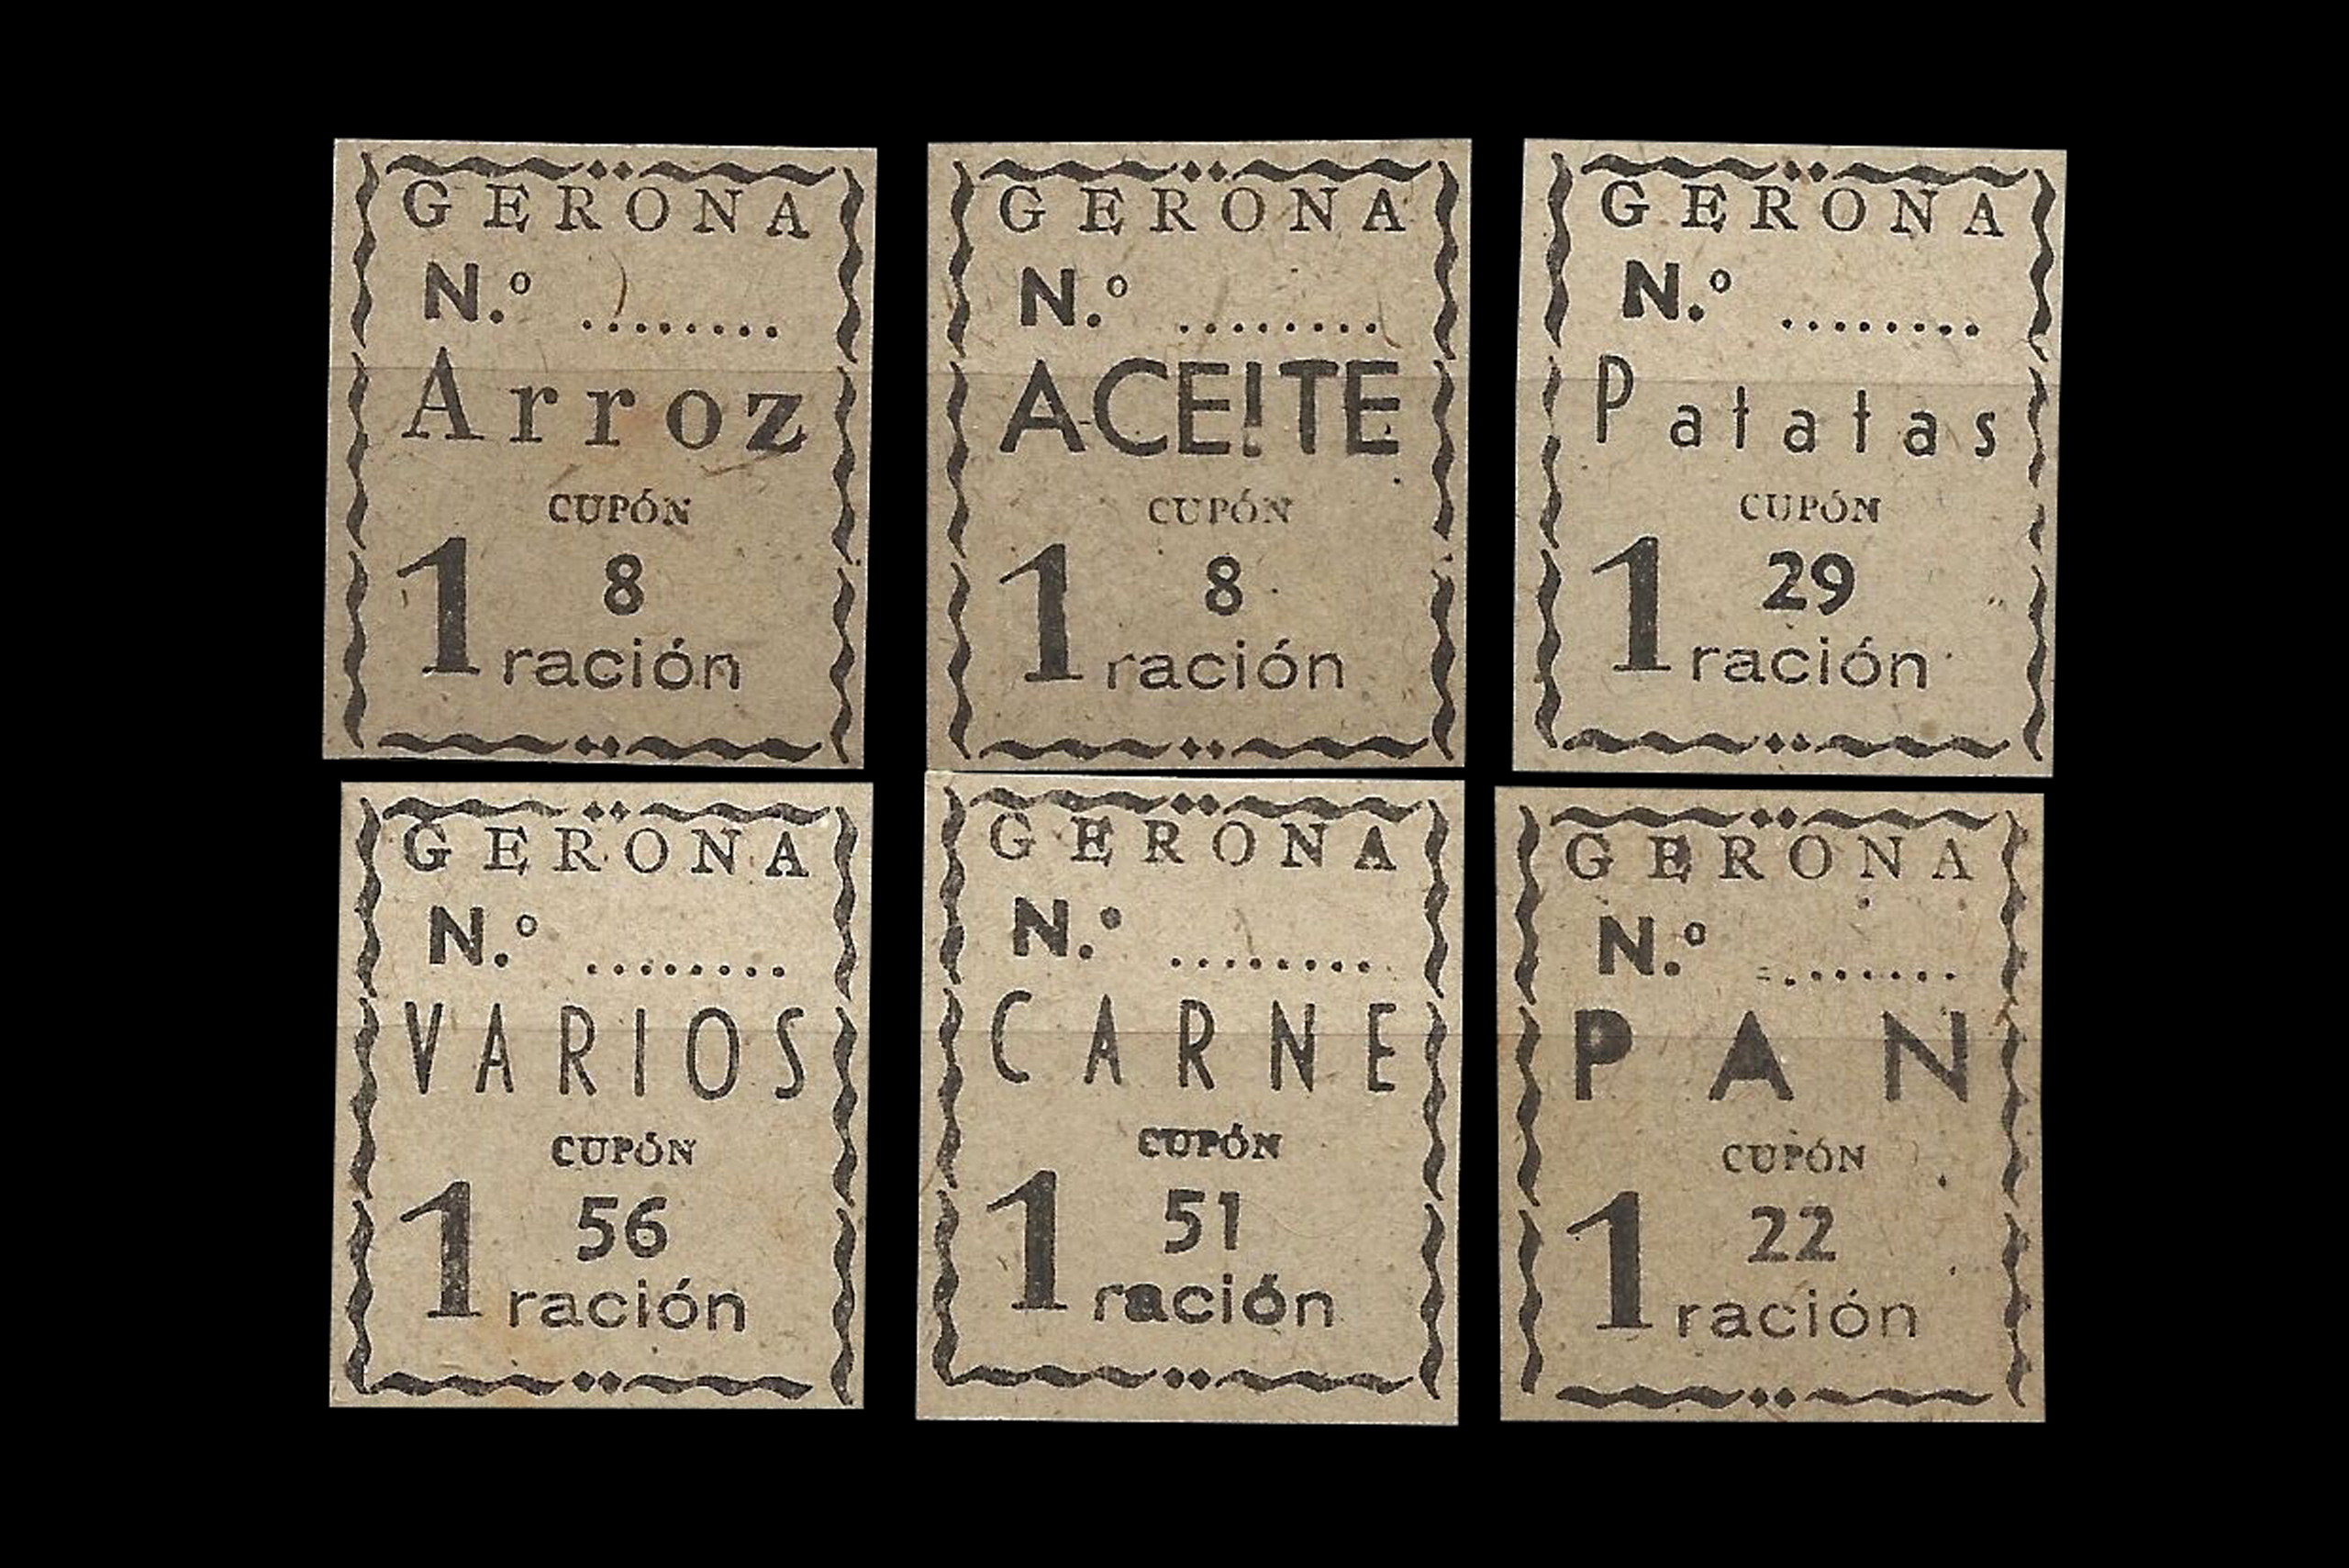 GERONA
N.º ........
Arroz
CUPÓN
8
1 ración
GERONA
N.º ........
ACEITE
CUPÓN
8
1 ración
GERONA
N.º ........
Patatas
CUPÓN
29
1 ración
GERONA
N.º ........
VARIOS
CUPÓN
56
1 ración
GERONA
N.º ........
CARNE
CUPÓN
51
1 ración
GERONA
N.º ........
PAN
CUPÓN
22
1 ración